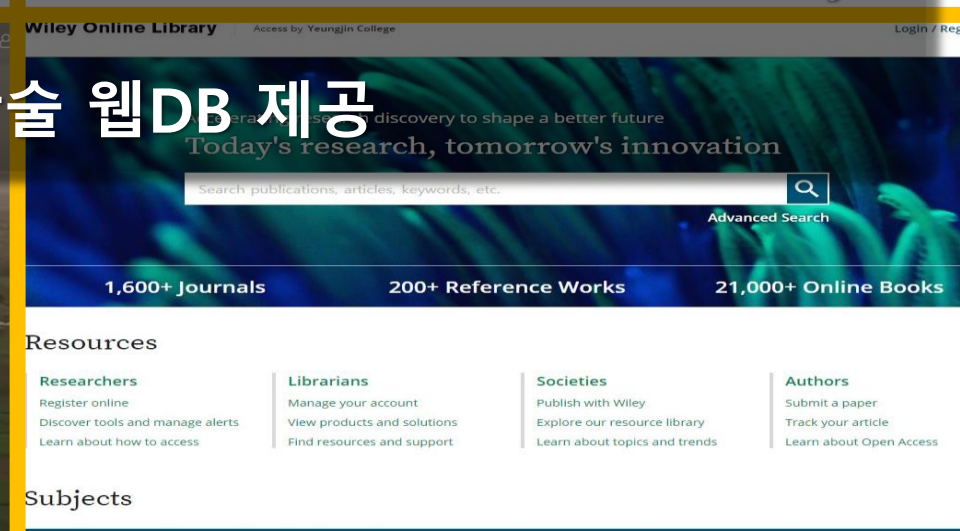 Wiley Online Library
Access by Yeungjin College
Login / Reg
술 웹DB 제공
discovery to shape a better future
Today's research, tomorrow's innovation
Search publications, articles, keywords, etc.
Advanced Search
1,600+ Journals
200+ Reference Works
21,000+ Online Books
Resources
Researchers
Register online
Discover tools and manage alerts
Learn about how to access
Librarians
Manage your account
View products and solutions
Find resources and support
Societies
Publish with Wiley
Explore our resource library
Learn about topics and trends
Authors
Submit a paper
Track your article
Learn about Open Access
Subjects